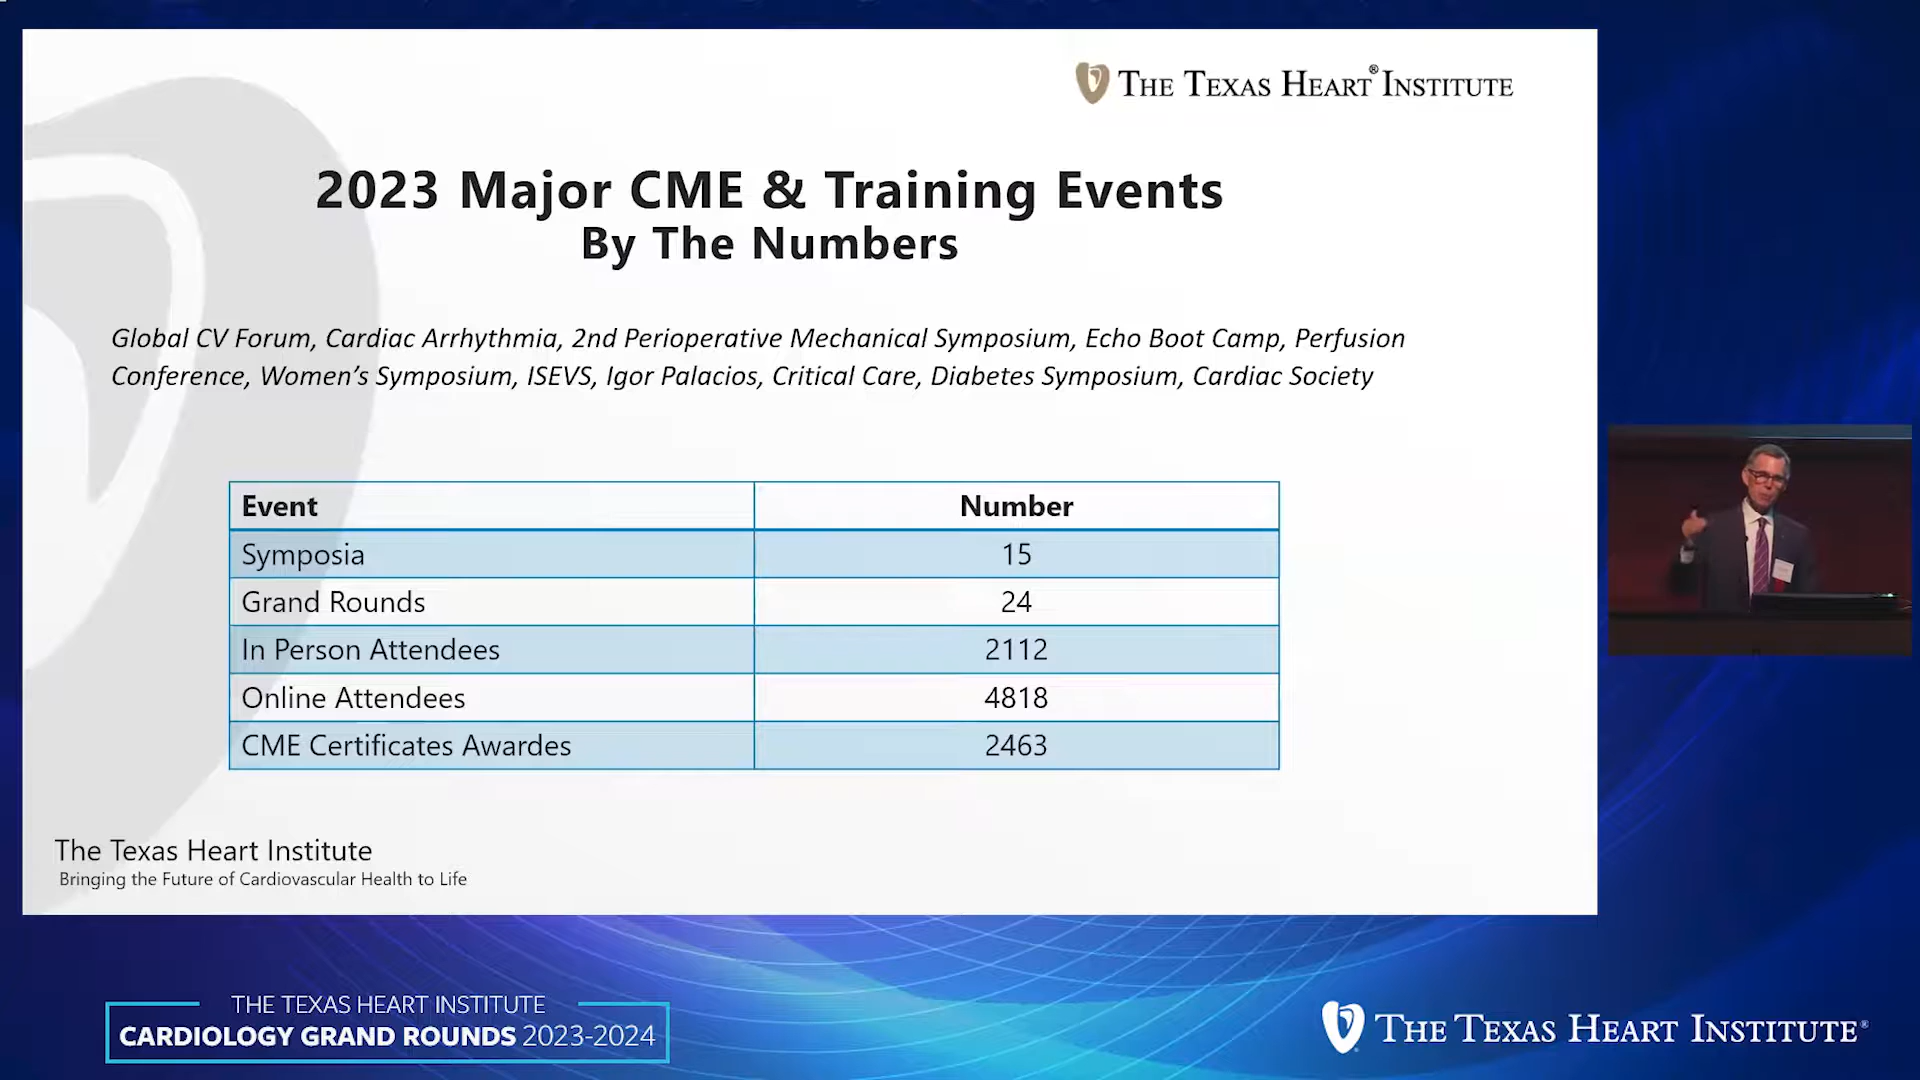 THE TEXAS HEART® INSTITUTE
2023 Major CME & Training Events
By The Numbers
Global CV Forum, Cardiac Arrhythmia, 2nd Perioperative Mechanical Symposium, Echo Boot Camp, Perfusion
Conference, Women’s Symposium, ISEVS, Igor Palacios, Critical Care, Diabetes Symposium, Cardiac Society
Event Number
Symposia 15
Grand Rounds 24
In Person Attendees 2112
Online Attendees 4818
CME Certificates Awardes 2463
The Texas Heart Institute
Bringing the Future of Cardiovascular Health to Life
THE TEXAS HEART INSTITUTE
CARDIOLOGY GRAND ROUNDS 2023-2024
THE TEXAS HEART INSTITUTE®